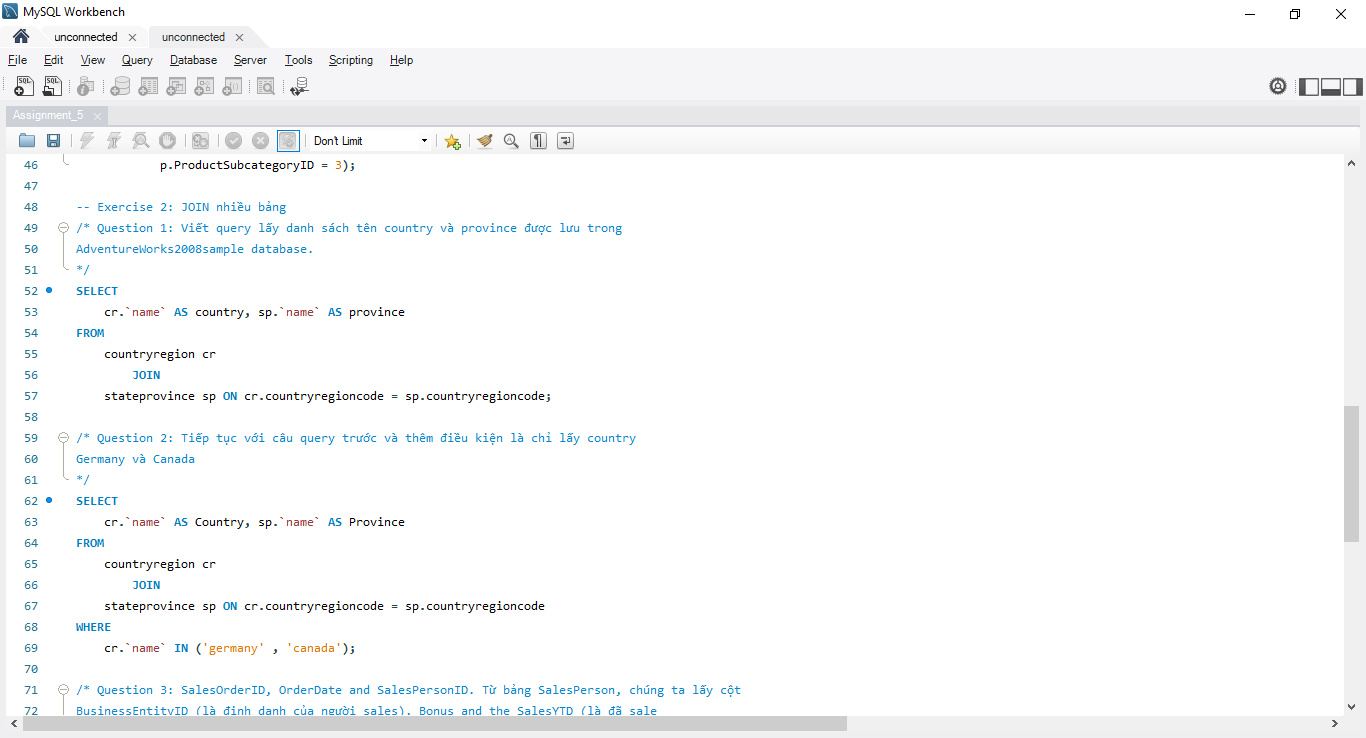 MySQL Workbench
unconnected
unconnected
File Edit View Query Database Server Tools Scripting Help
SQL SQL
Assignment_5
Don't Limit
46 p.ProductSubcategoryID = 3);
47
48 -- Exercise 2: JOIN nhiều bảng
49 /* Question 1: Viết query lấy danh sách tên country và province được lưu trong
50 AdventureWorks2008sample database.
51 */
52 SELECT
53 cr.`name` AS country, sp.`name` AS province
54 FROM
55 countryregion cr
56 JOIN
57 stateprovince sp ON cr.countryregioncode = sp.countryregioncode;
58
59 /* Question 2: Tiếp tục với câu query trước và thêm điều kiện là chỉ lấy country
60 Germany và Canada
61 */
62 SELECT
63 cr.`name` AS Country, sp.`name` AS Province
64 FROM
65 countryregion cr
66 JOIN
67 stateprovince sp ON cr.countryregioncode = sp.countryregioncode
68 WHERE
69 cr.`name` IN ('germany' , 'canada');
70
71 /* Question 3: SalesOrderID, OrderDate and SalesPersonID. Từ bảng SalesPerson, chúng ta lấy cột
72 BusinessEntityID (là định danh của người sales), Bonus and the SalesYTD (là đã sale